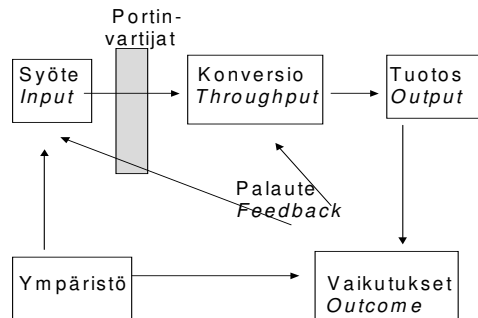 Portin-
vartijat
Syöte
Input
Konversio
Throughput
Tuotos
Output
Palaute
Feedback
Ympäristö
Vaikutukset
Outcome